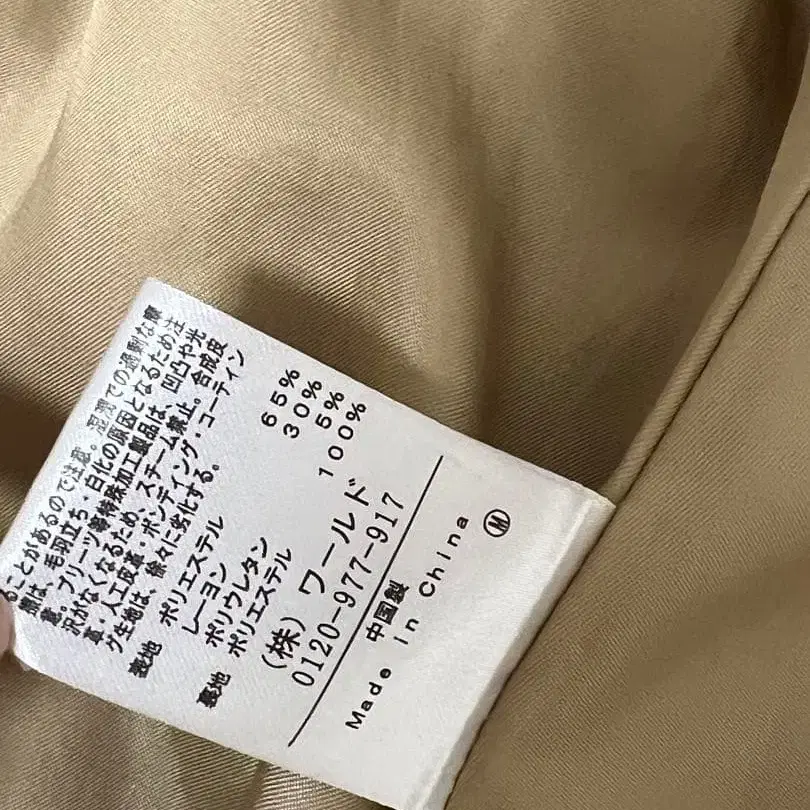 ることがあるので注意。湿潤での過剰な摩
擦は、毛羽立ち・白化の原因となるため注
意。プリーツ等特殊加工製品は、凹凸や光
沢がなくなるため、スチーム禁止。合成皮
革・人工皮革・ボンディング・コーティン
グ生地は、徐々に劣化する。
表地 ポリエステル 65%
レーヨン 30%
ポリウレタン 5%
裏地 ポリエステル 100%
(株) ワールド
0120-977-917
中国製
Made in China Ⓜ